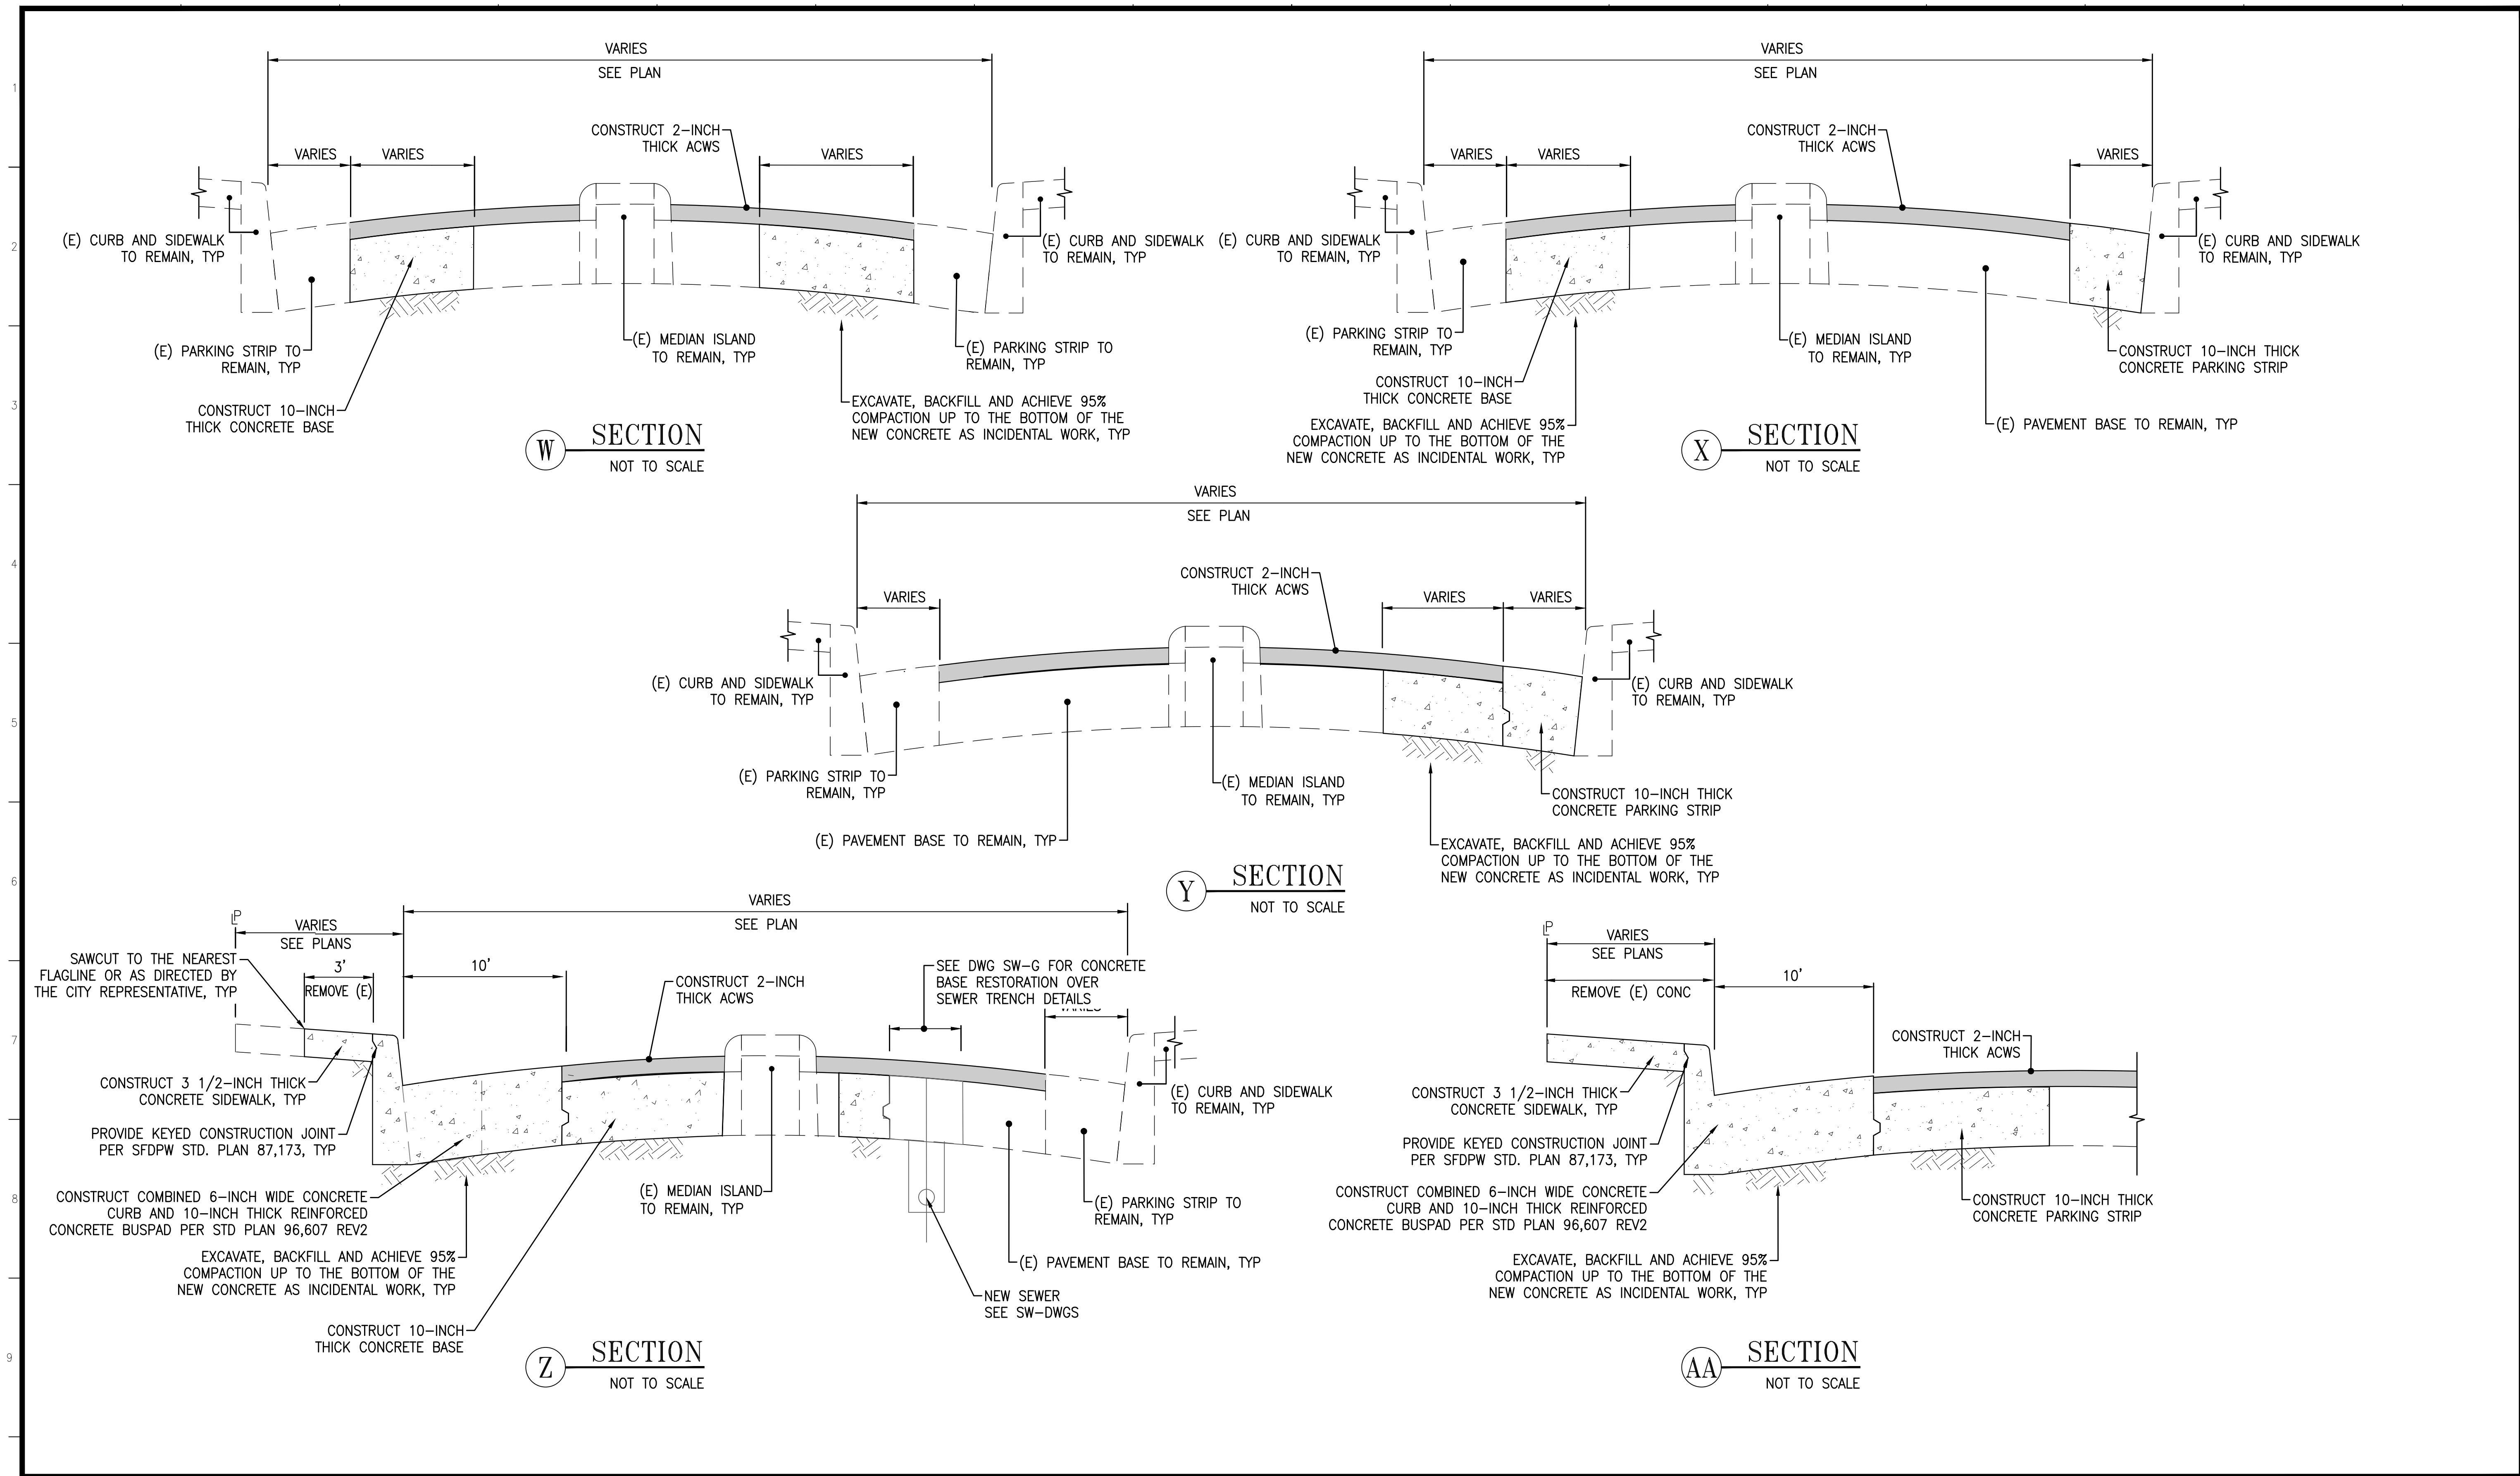 VARIES
SEE PLAN
CONSTRUCT 2-INCH
THICK ACWS
VARIES
VARIES
VARIES
(E) CURB AND SIDEWALK
TO REMAIN, TYP
(E) CURB AND SIDEWALK
TO REMAIN, TYP
(E) PARKING STRIP TO
REMAIN, TYP
(E) MEDIAN ISLAND
TO REMAIN, TYP
(E) PARKING STRIP TO
REMAIN, TYP
CONSTRUCT 10-INCH
THICK CONCRETE BASE
EXCAVATE, BACKFILL AND ACHIEVE 95%
COMPACTION UP TO THE BOTTOM OF THE
NEW CONCRETE AS INCIDENTAL WORK, TYP
W SECTION
NOT TO SCALE
VARIES
SEE PLAN
CONSTRUCT 2-INCH
THICK ACWS
VARIES
VARIES
VARIES
(E) CURB AND SIDEWALK
TO REMAIN, TYP
(E) CURB AND SIDEWALK
TO REMAIN, TYP
(E) PARKING STRIP TO
REMAIN, TYP
(E) MEDIAN ISLAND
TO REMAIN, TYP
CONSTRUCT 10-INCH THICK
CONCRETE PARKING STRIP
CONSTRUCT 10-INCH
THICK CONCRETE BASE
EXCAVATE, BACKFILL AND ACHIEVE 95%
COMPACTION UP TO THE BOTTOM OF THE
NEW CONCRETE AS INCIDENTAL WORK, TYP
(E) PAVEMENT BASE TO REMAIN, TYP
X SECTION
NOT TO SCALE
VARIES
SEE PLAN
CONSTRUCT 2-INCH
THICK ACWS
VARIES
VARIES
VARIES
(E) CURB AND SIDEWALK
TO REMAIN, TYP
(E) CURB AND SIDEWALK
TO REMAIN, TYP
(E) PARKING STRIP TO
REMAIN, TYP
(E) MEDIAN ISLAND
TO REMAIN, TYP
CONSTRUCT 10-INCH THICK
CONCRETE PARKING STRIP
(E) PAVEMENT BASE TO REMAIN, TYP
EXCAVATE, BACKFILL AND ACHIEVE 95%
COMPACTION UP TO THE BOTTOM OF THE
NEW CONCRETE AS INCIDENTAL WORK, TYP
Y SECTION
NOT TO SCALE
PL
VARIES
SEE PLANS
VARIES
SEE PLAN
SAWCUT TO THE NEAREST
FLAGLINE OR AS DIRECTED BY
THE CITY REPRESENTATIVE, TYP
3'
REMOVE (E)
10'
CONSTRUCT 2-INCH
THICK ACWS
SEE DWG SW-G FOR CONCRETE
BASE RESTORATION OVER
SEWER TRENCH DETAILS
VARIES
CONSTRUCT 3 1/2-INCH THICK
CONCRETE SIDEWALK, TYP
(E) CURB AND SIDEWALK
TO REMAIN, TYP
PROVIDE KEYED CONSTRUCTION JOINT
PER SFDPW STD. PLAN 87,173, TYP
CONSTRUCT COMBINED 6-INCH WIDE CONCRETE
CURB AND 10-INCH THICK REINFORCED
CONCRETE BUSPAD PER STD PLAN 96,607 REV2
(E) MEDIAN ISLAND
TO REMAIN, TYP
(E) PARKING STRIP TO
REMAIN, TYP
EXCAVATE, BACKFILL AND ACHIEVE 95%
COMPACTION UP TO THE BOTTOM OF THE
NEW CONCRETE AS INCIDENTAL WORK, TYP
(E) PAVEMENT BASE TO REMAIN, TYP
NEW SEWER
SEE SW-DWGS
CONSTRUCT 10-INCH
THICK CONCRETE BASE
Z SECTION
NOT TO SCALE
PL
VARIES
SEE PLANS
REMOVE (E) CONC
10'
CONSTRUCT 2-INCH
THICK ACWS
CONSTRUCT 3 1/2-INCH THICK
CONCRETE SIDEWALK, TYP
PROVIDE KEYED CONSTRUCTION JOINT
PER SFDPW STD. PLAN 87,173, TYP
CONSTRUCT COMBINED 6-INCH WIDE CONCRETE
CURB AND 10-INCH THICK REINFORCED
CONCRETE BUSPAD PER STD PLAN 96,607 REV2
CONSTRUCT 10-INCH THICK
CONCRETE PARKING STRIP
EXCAVATE, BACKFILL AND ACHIEVE 95%
COMPACTION UP TO THE BOTTOM OF THE
NEW CONCRETE AS INCIDENTAL WORK, TYP
AA SECTION
NOT TO SCALE
1
2
3
4
5
6
7
8
9